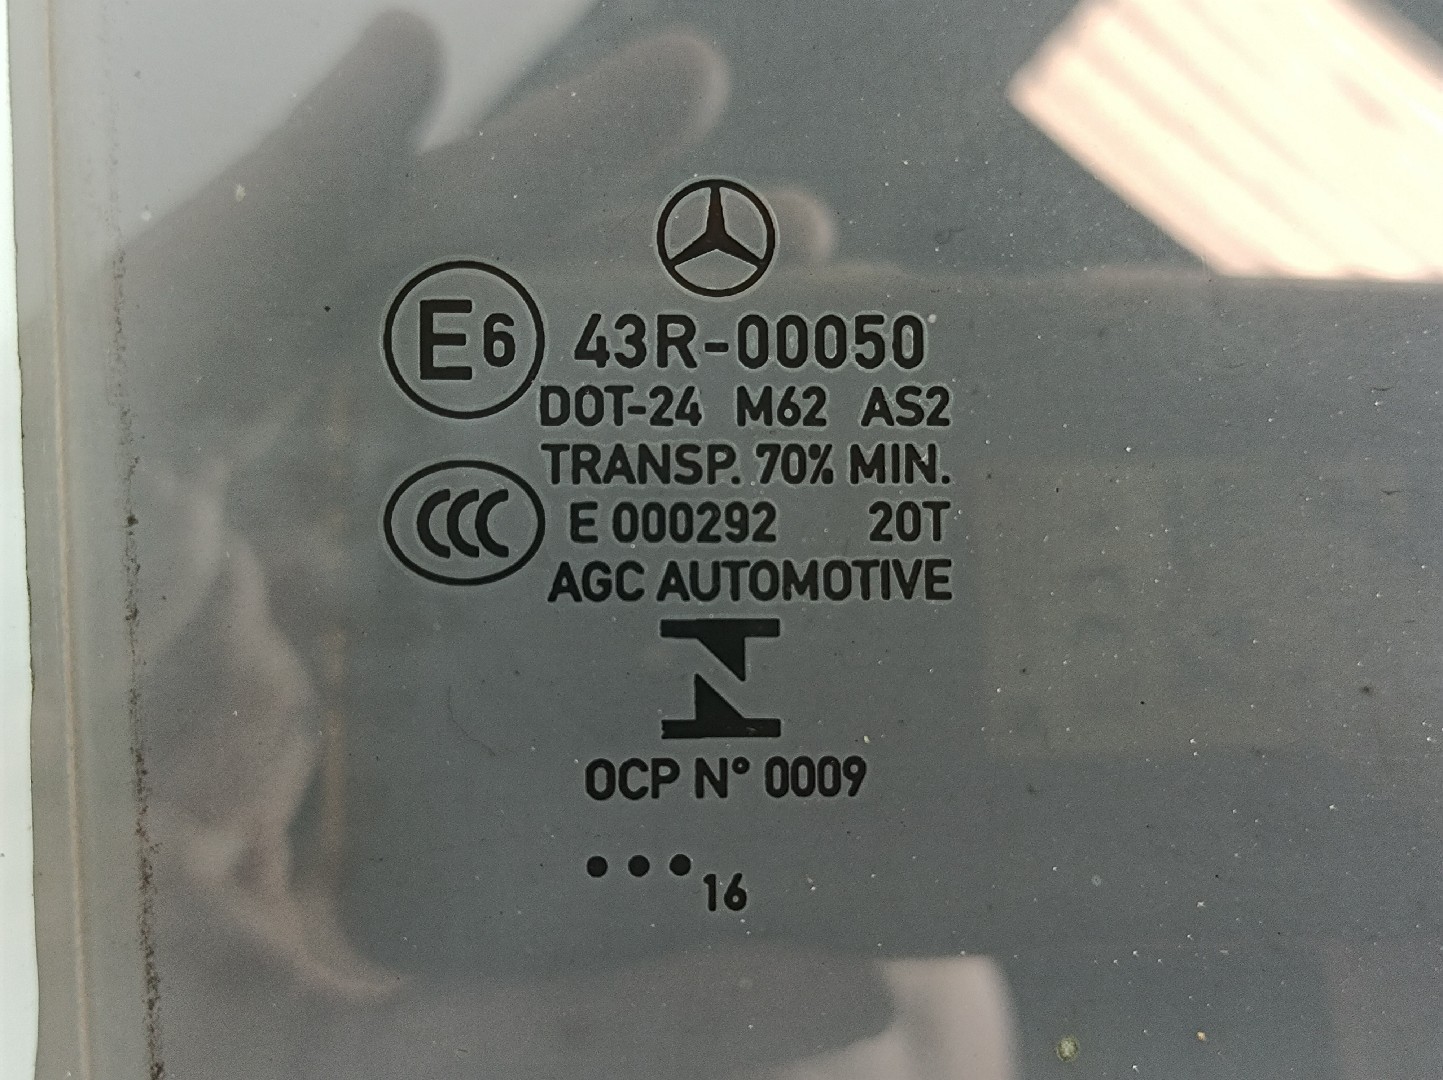 E6 43R-00050
DOT-24 M62 AS2
TRANSP. 70% MIN.
CCC E 000292 20T
AGC AUTOMOTIVE
N
OCP N° 0009
•••16